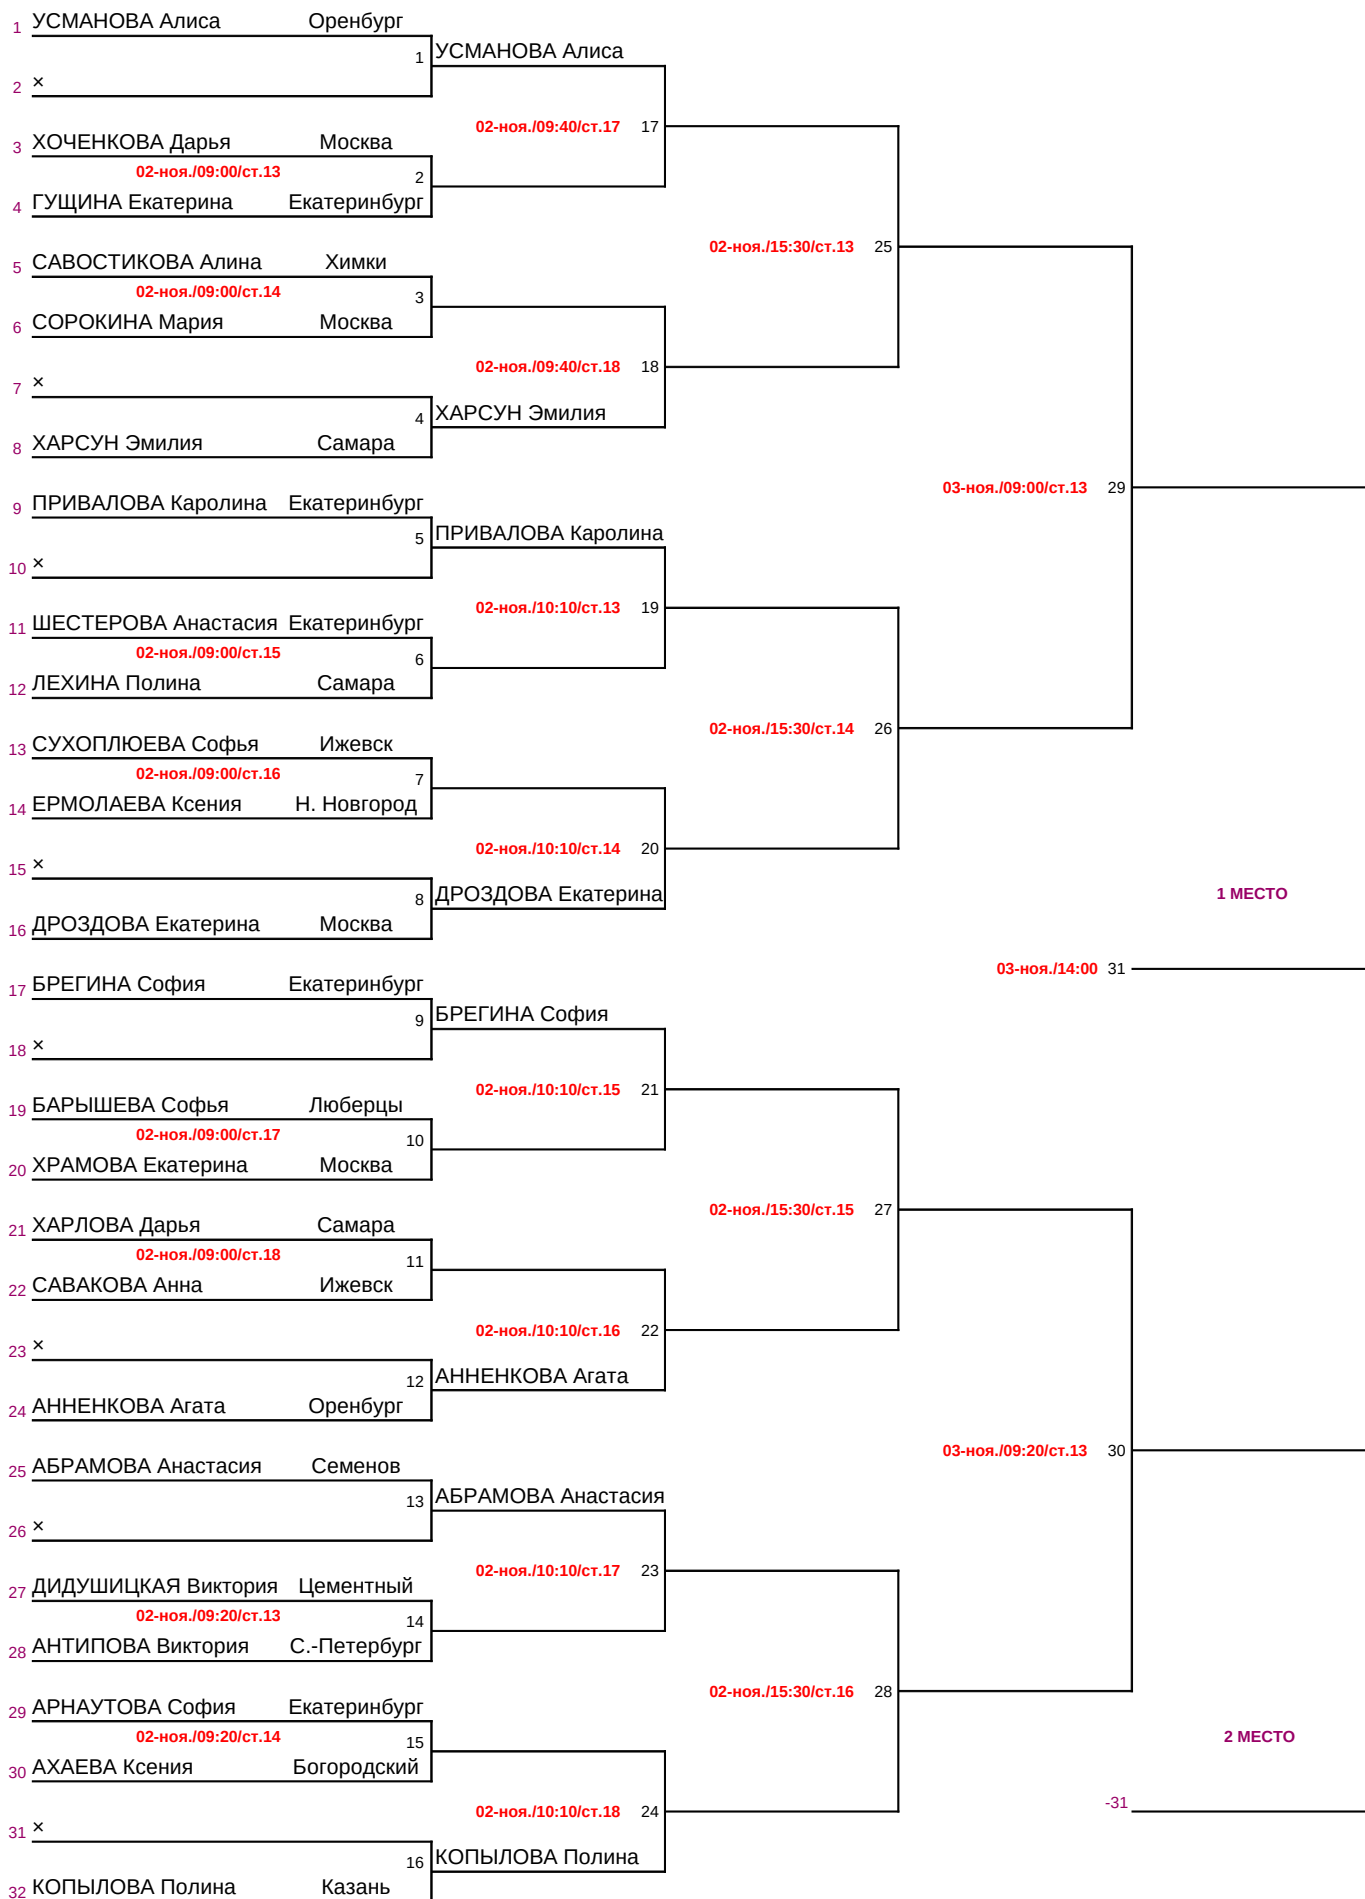 1 УСМАНОВА Алиса Оренбург
1 УСМАНОВА Алиса
2 ×
02-ноя./09:40/ст.17 17
3 ХОЧЕНКОВА Дарья Москва
02-ноя./09:00/ст.13 2
4 ГУЩИНА Екатерина Екатеринбург
02-ноя./15:30/ст.13 25
5 САВОСТИКОВА Алина Химки
02-ноя./09:00/ст.14 3
6 СОРОКИНА Мария Москва
02-ноя./09:40/ст.18 18
7 ×
4 ХАРСУН Эмилия
8 ХАРСУН Эмилия Самара
03-ноя./09:00/ст.13 29
9 ПРИВАЛОВА Каролина Екатеринбург
5 ПРИВАЛОВА Каролина
10 ×
02-ноя./10:10/ст.13 19
11 ШЕСТЕРОВА Анастасия Екатеринбург
02-ноя./09:00/ст.15 6
12 ЛЕХИНА Полина Самара
02-ноя./15:30/ст.14 26
13 СУХОПЛЮЕВА Софья Ижевск
02-ноя./09:00/ст.16 7
14 ЕРМОЛАЕВА Ксения Н. Новгород
02-ноя./10:10/ст.14 20
15 ×
8 ДРОЗДОВА Екатерина
1 МЕСТО
16 ДРОЗДОВА Екатерина Москва
03-ноя./14:00 31
17 БРЕГИНА София Екатеринбург
9 БРЕГИНА София
18 ×
02-ноя./10:10/ст.15 21
19 БАРЫШЕВА Софья Люберцы
02-ноя./09:00/ст.17 10
20 ХРАМОВА Екатерина Москва
02-ноя./15:30/ст.15 27
21 ХАРЛОВА Дарья Самара
02-ноя./09:00/ст.18 11
22 САВАКОВА Анна Ижевск
02-ноя./10:10/ст.16 22
23 ×
12 АННЕНКОВА Агата
24 АННЕНКОВА Агата Оренбург
03-ноя./09:20/ст.13 30
25 АБРАМОВА Анастасия Семенов
13 АБРАМОВА Анастасия
26 ×
02-ноя./10:10/ст.17 23
27 ДИДУШИЦКАЯ Виктория Цементный
02-ноя./09:20/ст.13 14
28 АНТИПОВА Виктория С.-Петербург
02-ноя./15:30/ст.16 28
29 АРНАУТОВА София Екатеринбург
02-ноя./09:20/ст.14 15
2 МЕСТО
30 АХАЕВА Ксения Богородский
02-ноя./10:10/ст.18 24
-31
31 ×
16 КОПЫЛОВА Полина
32 КОПЫЛОВА Полина Казань